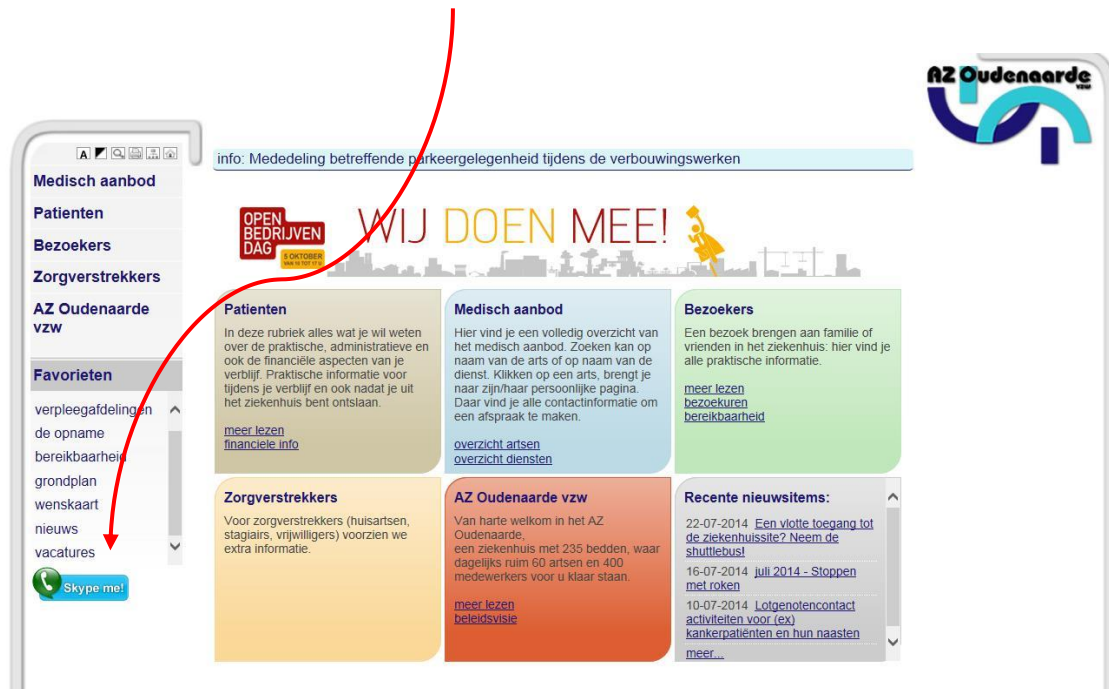 AZ Oudenaarde
vzw
A
info: Mededeling betreffende parkeergelegenheid tijdens de verbouwingswerken
Medisch aanbod
Patienten
Bezoekers
Zorgverstrekkers
AZ Oudenaarde
vzw
Favorieten
verpleegafdelingen
de opname
bereikbaarheid
grondplan
wenskaart
nieuws
vacatures
Skype me!
OPEN
BEDRIJVEN
DAG
5 OKTOBER
VAN 10 TOT 17 U
WIJ DOEN MEE!
Patienten
In deze rubriek alles wat je wil weten
over de praktische, administratieve en
ook de financiële aspecten van je
verblijf. Praktische informatie voor
tijdens je verblijf en ook nadat je uit
het ziekenhuis bent ontslaan.
meer lezen
financiele info
Medisch aanbod
Hier vind je een volledig overzicht van
het medisch aanbod. Zoeken kan op
naam van de arts of op naam van de
dienst. Klikken op een arts, brengt je
naar zijn/haar persoonlijke pagina.
Daar vind je alle contactinformatie om
een afspraak te maken.
overzicht artsen
overzicht diensten
Bezoekers
Een bezoek brengen aan familie of
vrienden in het ziekenhuis: hier vind je
alle praktische informatie.
meer lezen
bezoekuren
bereikbaarheid
Zorgverstrekkers
Voor zorgverstrekkers (huisartsen,
stagiairs, vrijwilligers) voorzien we
extra informatie.
AZ Oudenaarde vzw
Van harte welkom in het AZ
Oudenaarde,
een ziekenhuis met 235 bedden, waar
dagelijks ruim 60 artsen en 400
medewerkers voor u klaar staan.
meer lezen
beleidsvisie
Recente nieuwsitems:
22-07-2014 Een vlotte toegang tot
de ziekenhuissite? Neem de
shuttlebus!
16-07-2014 juli 2014 - Stoppen
met roken
10-07-2014 Lotgenotencontact
activiteiten voor (ex)
kankerpatiënten en hun naasten
meer...